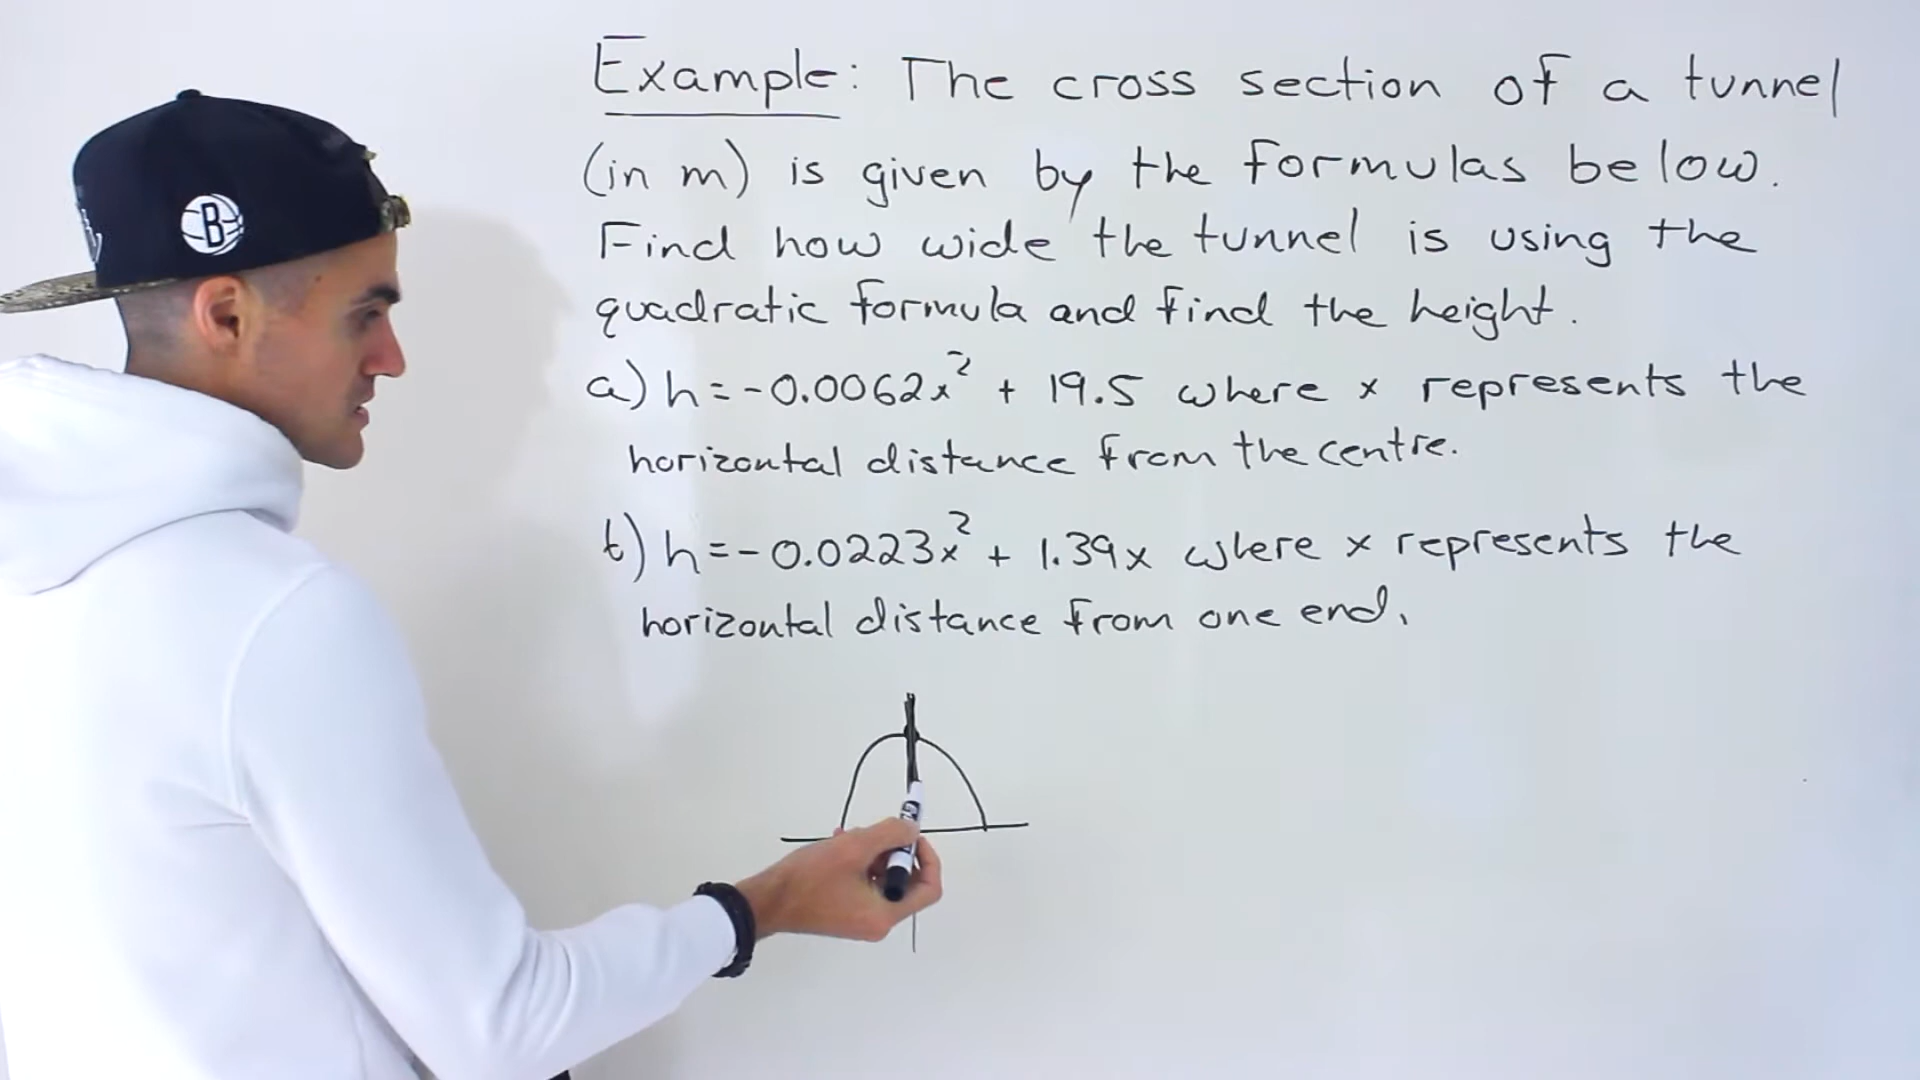 Example: The cross section of a tunnel
(in m) is given by the formulas below.
Find how wide the tunnel is using the
quadratic formula and find the height.
a) h = -0.0062x² + 19.5 where x represents the
horizontal distance from the centre.
b) h = -0.0223x² + 1.39x where x represents the
horizontal distance from one end.
B